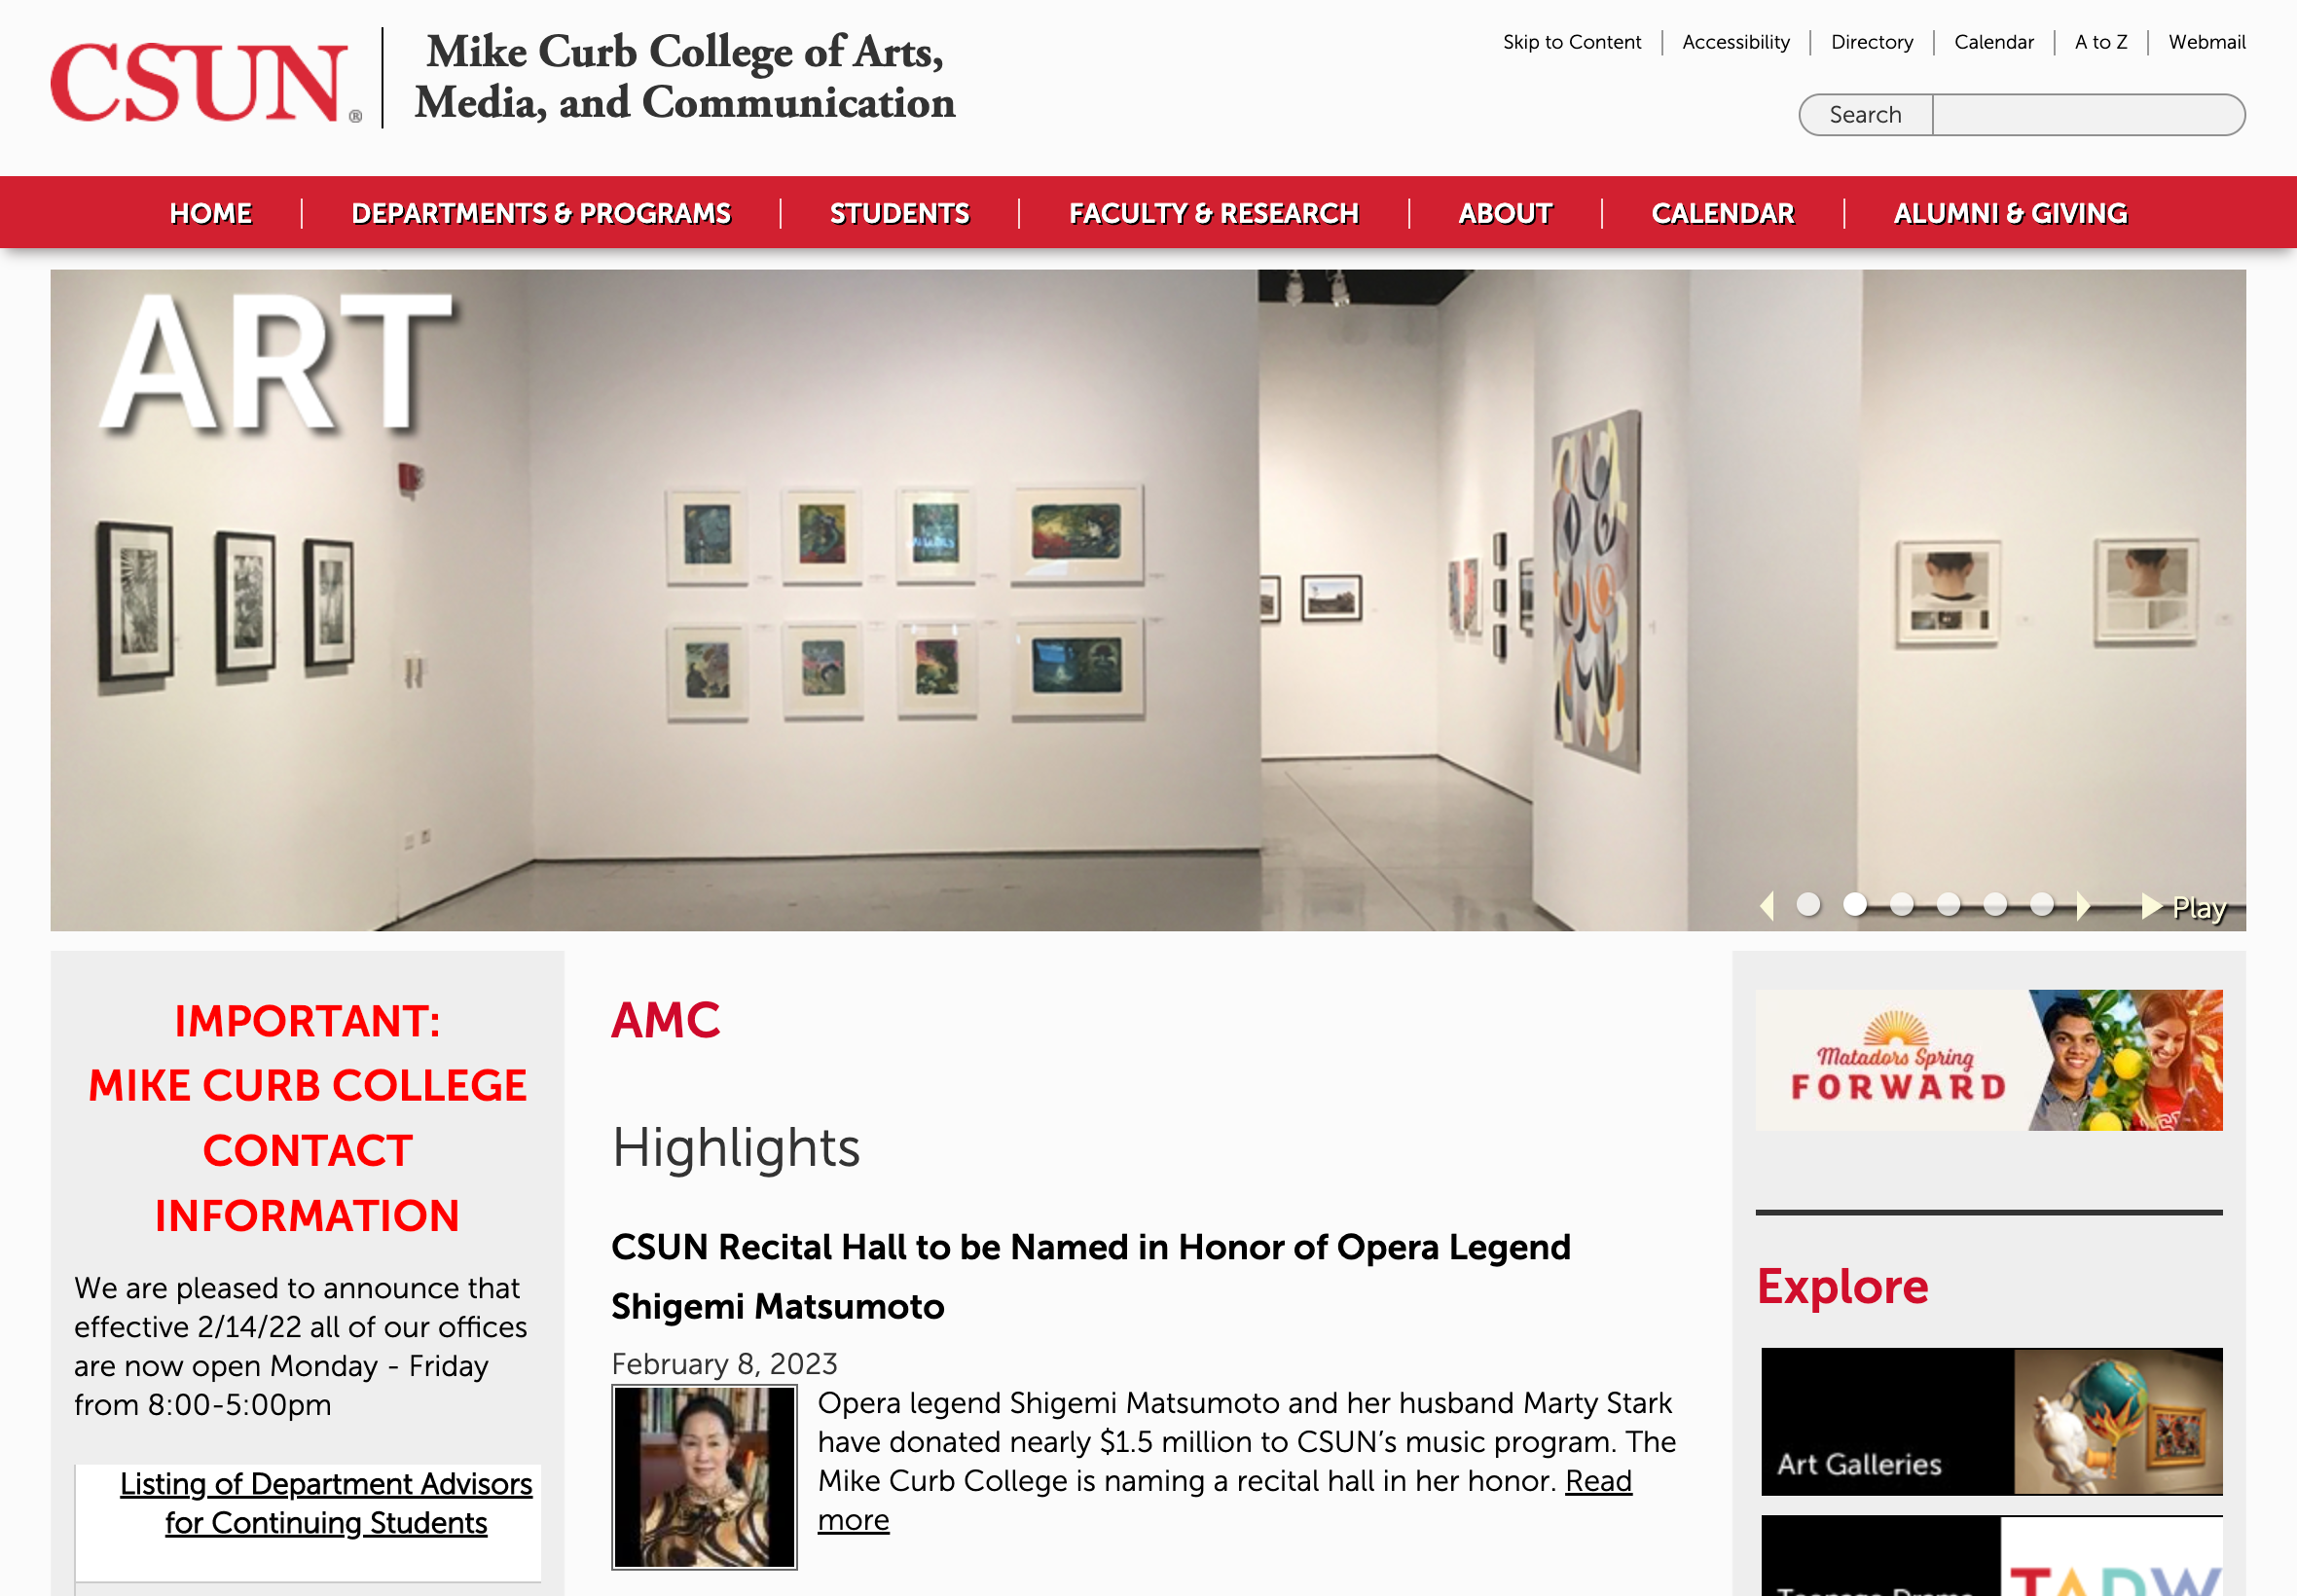 CSUN®
Mike Curb College of Arts,
Media, and Communication
Skip to Content
Accessibility
Directory
Calendar
A to Z
Webmail
Search
HOME
DEPARTMENTS & PROGRAMS
STUDENTS
FACULTY & RESEARCH
ABOUT
CALENDAR
ALUMNI & GIVING
ART
Play
IMPORTANT:
MIKE CURB COLLEGE
CONTACT
INFORMATION
We are pleased to announce that
effective 2/14/22 all of our offices
are now open Monday - Friday
from 8:00-5:00pm
Listing of Department Advisors
for Continuing Students
AMC
Highlights
CSUN Recital Hall to be Named in Honor of Opera Legend
Shigemi Matsumoto
February 8, 2023
Opera legend Shigemi Matsumoto and her husband Marty Stark
have donated nearly $1.5 million to CSUN’s music program. The
Mike Curb College is naming a recital hall in her honor. Read
more
Matadors Spring
FORWARD
Explore
Art Galleries
Teenage Drama
TADW